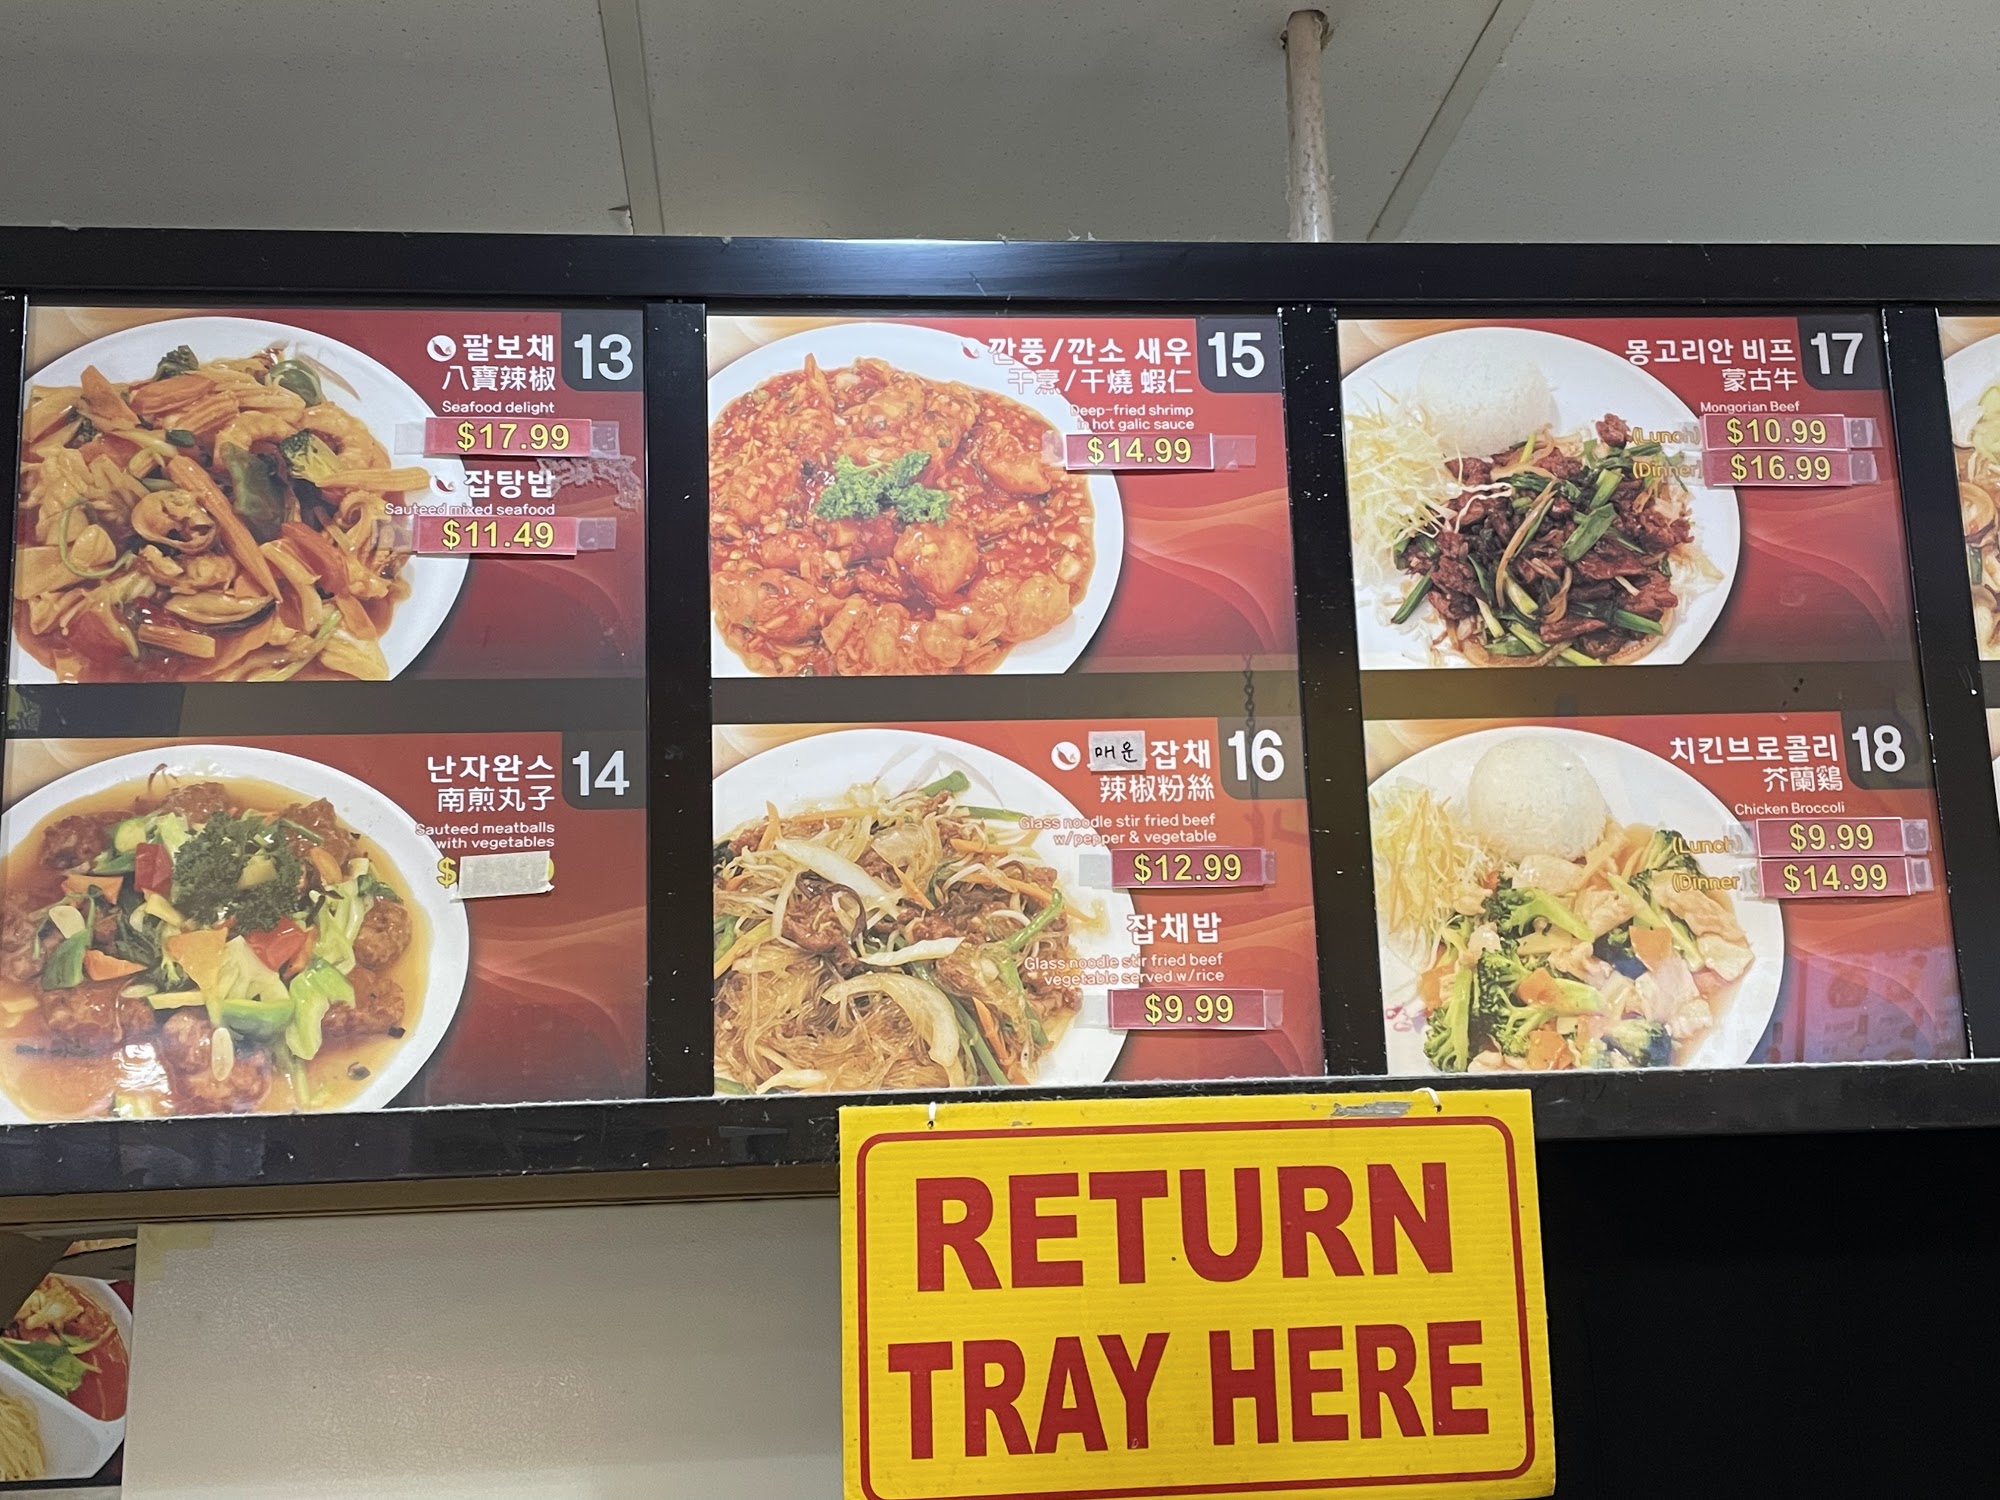 팔보채 13
八寶辣椒
Seafood delight
$17.99
잡탕밥
Sauteed mixed seafood
$11.49
깐풍/깐소 새우 15
干烹/干燒 蝦仁
Deep-fried shrimp
in hot galic sauce
$14.99
몽고리안 비프 17
蒙古牛
Mongorian Beef
(Lunch) $10.99
(Dinner) $16.99
난자완스 14
南煎丸子
Sauteed meatballs
with vegetables
$
매운 잡채 16
辣椒粉絲
Glass noodle stir fried beef
w/pepper & vegetable
$12.99
잡채밥
Glass noodle stir fried beef
vegetable served w/rice
$9.99
치킨브로콜리 18
芥蘭鷄
Chicken Broccoli
(Lunch) $9.99
(Dinner) $14.99
RETURN
TRAY HERE